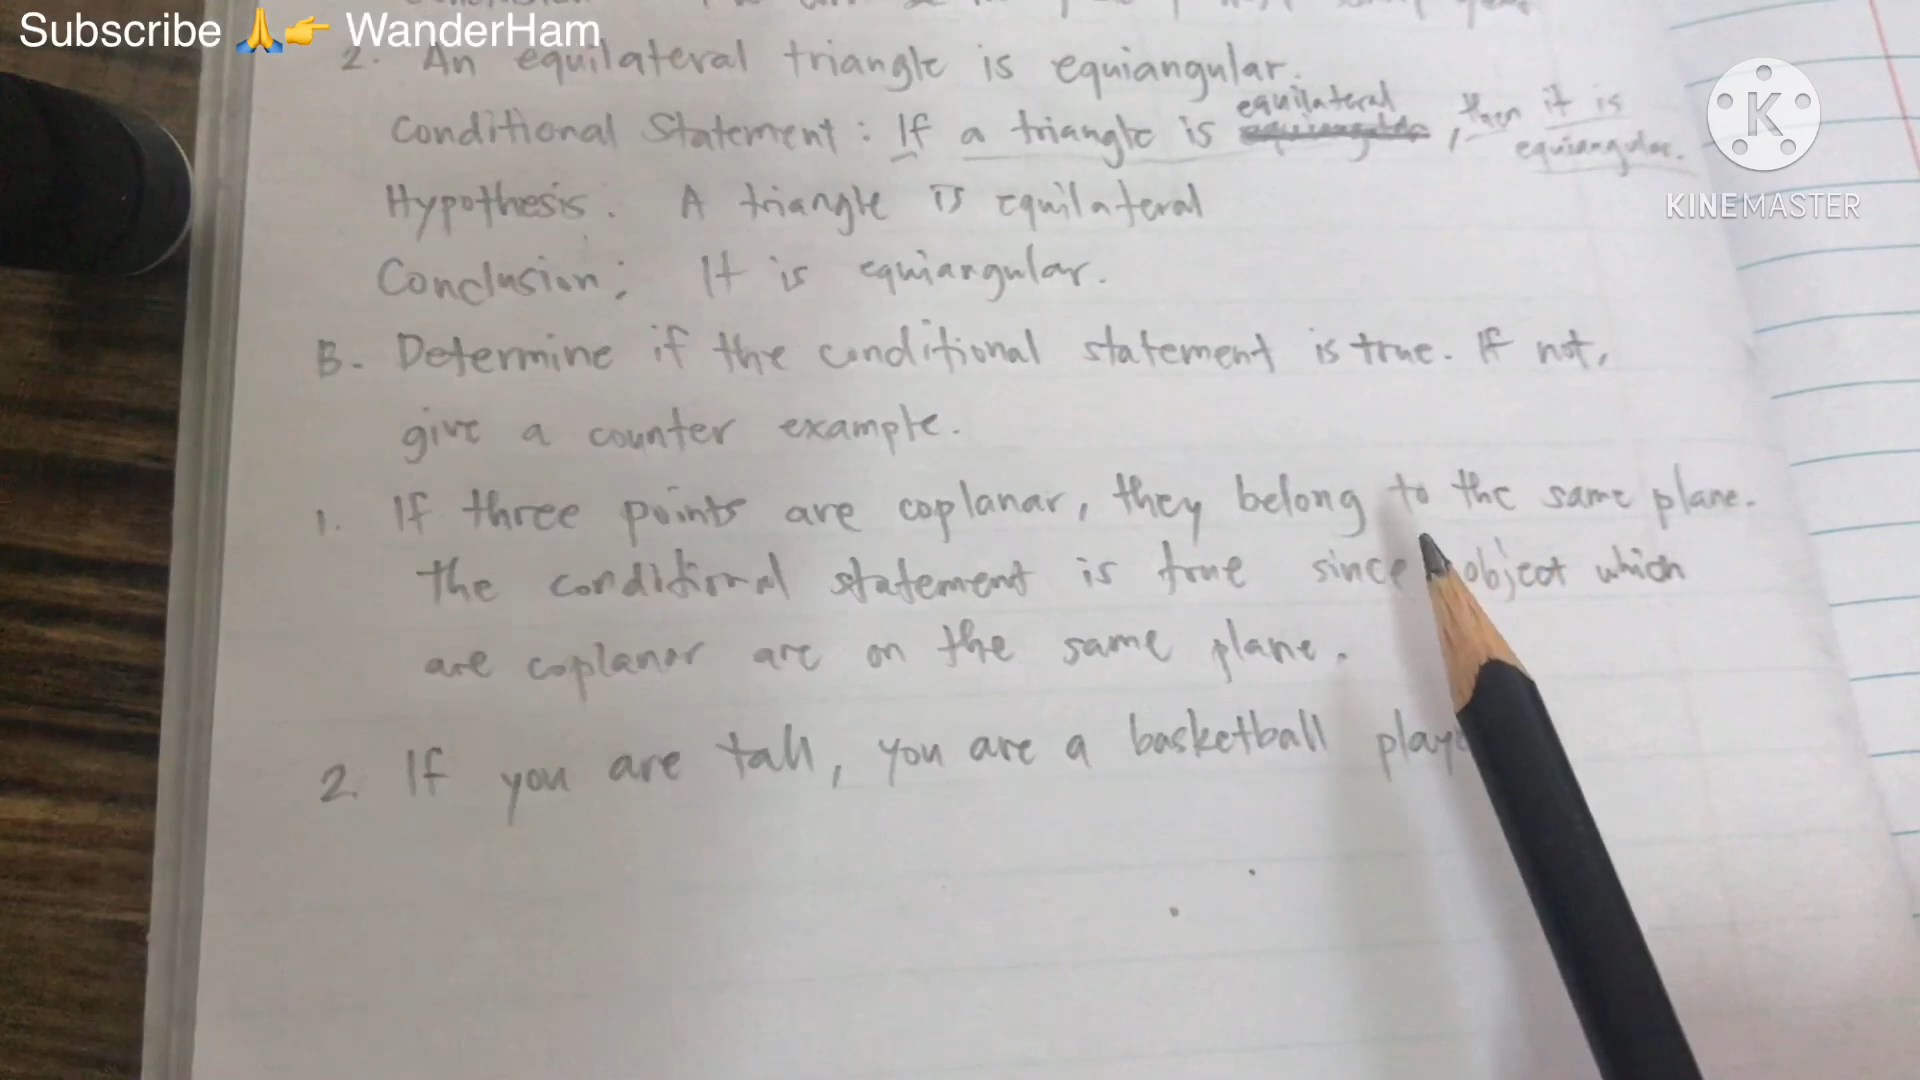 Subscribe 🙏👉 WanderHam
2. An equilateral triangle is equiangular.
Conditional Statement : If a triangle is equilateral, then it is equiangular.
Hypothesis : A triangle is equilateral
Conclusion : It is equiangular.
B. Determine if the conditional statement is true. If not,
give a counter example.
1. If three points are coplanar, they belong to the same plane.
the conditional statement is true since object which
are coplanar are on the same plane.
2. If you are tall, you are a basketball play
K
KINEMASTER